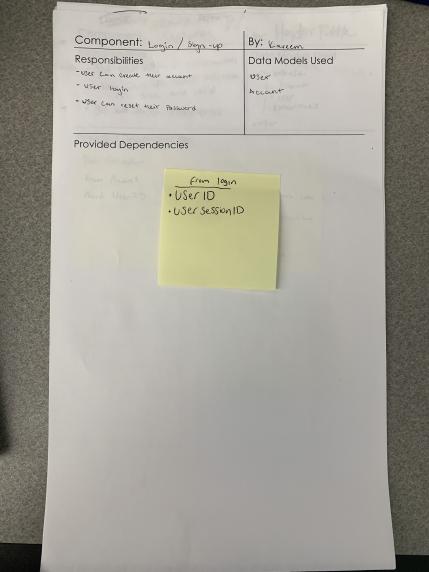 Component: Login / Sign-up
By: Kareem
Responsibilities
- User can create their account
- User login
- User can reset their Password
Data Models Used
User
Account
Provided Dependencies
from login
• User ID
• User Session ID